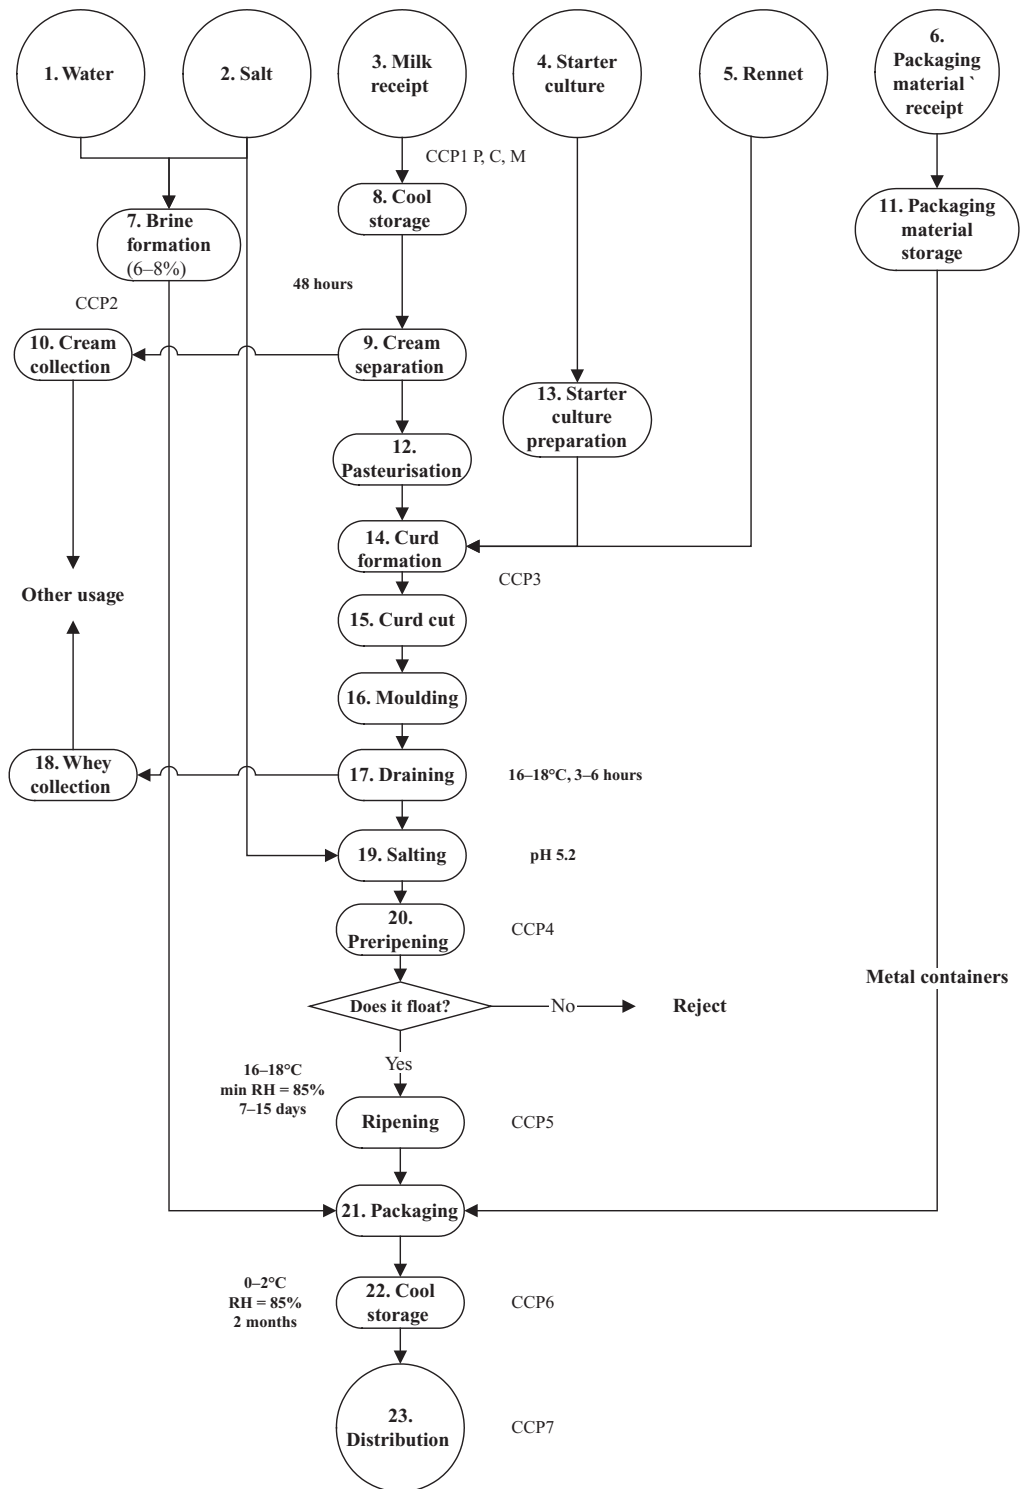 1. Water
2. Salt
3. Milk
receipt
4. Starter
culture
5. Rennet
6.
Packaging
material `
receipt
CCP1 P, C, M
8. Cool
storage
11. Packaging
material
storage
7. Brine
formation
(6–8%)
48 hours
CCP2
10. Cream
collection
9. Cream
separation
13. Starter
culture
preparation
12.
Pasteurisation
14. Curd
formation
CCP3
Other usage
15. Curd cut
16. Moulding
18. Whey
collection
17. Draining
16–18°C, 3–6 hours
19. Salting
pH 5.2
20.
Preripening
CCP4
Metal containers
Does it float?
No
Reject
Yes
16–18°C
min RH = 85%
7–15 days
Ripening
CCP5
21. Packaging
0–2°C
RH = 85%
2 months
22. Cool
storage
CCP6
23.
Distribution
CCP7